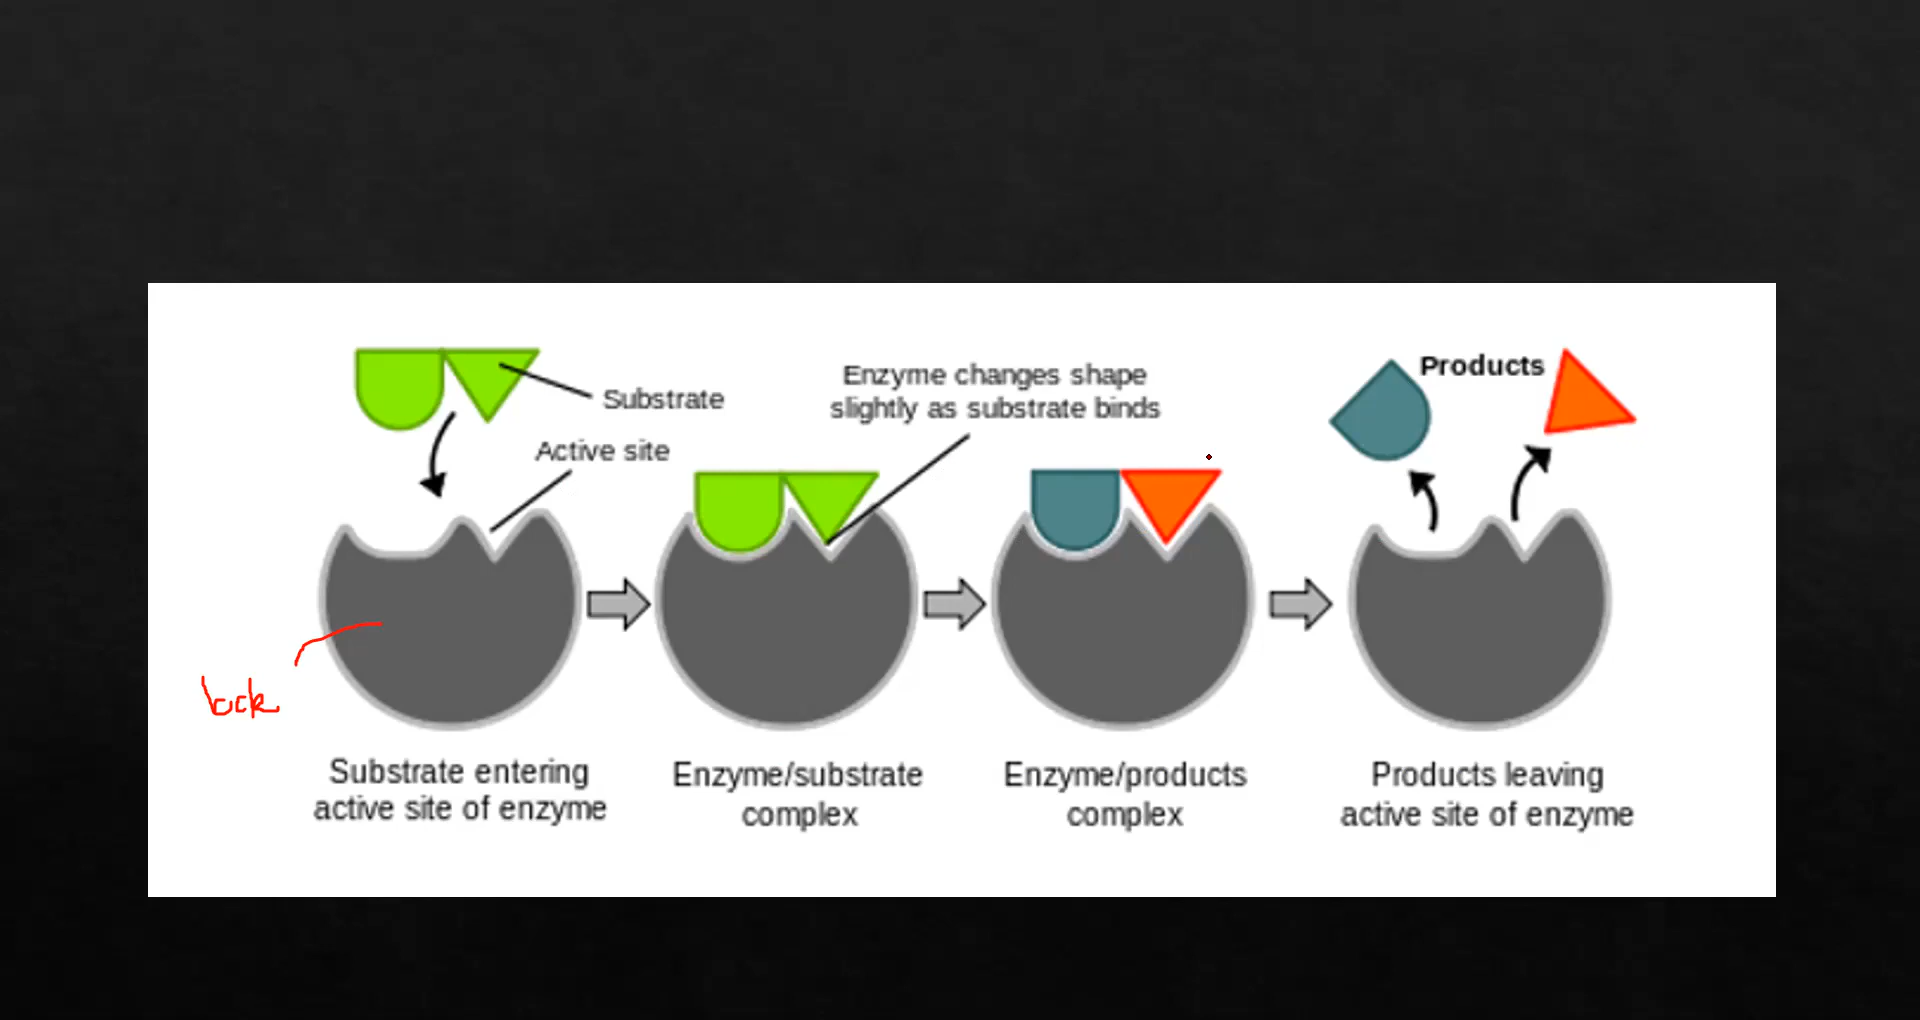 Substrate
Active site
Enzyme changes shape
slightly as substrate binds
Products
lock
Substrate entering
active site of enzyme
Enzyme/substrate
complex
Enzyme/products
complex
Products leaving
active site of enzyme